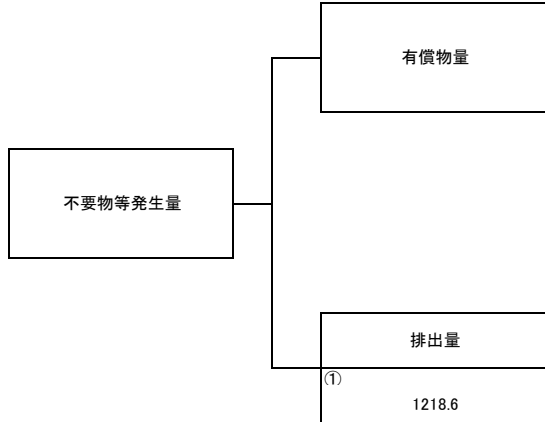 有償物量
不要物等発生量
排出量
①
1218.6